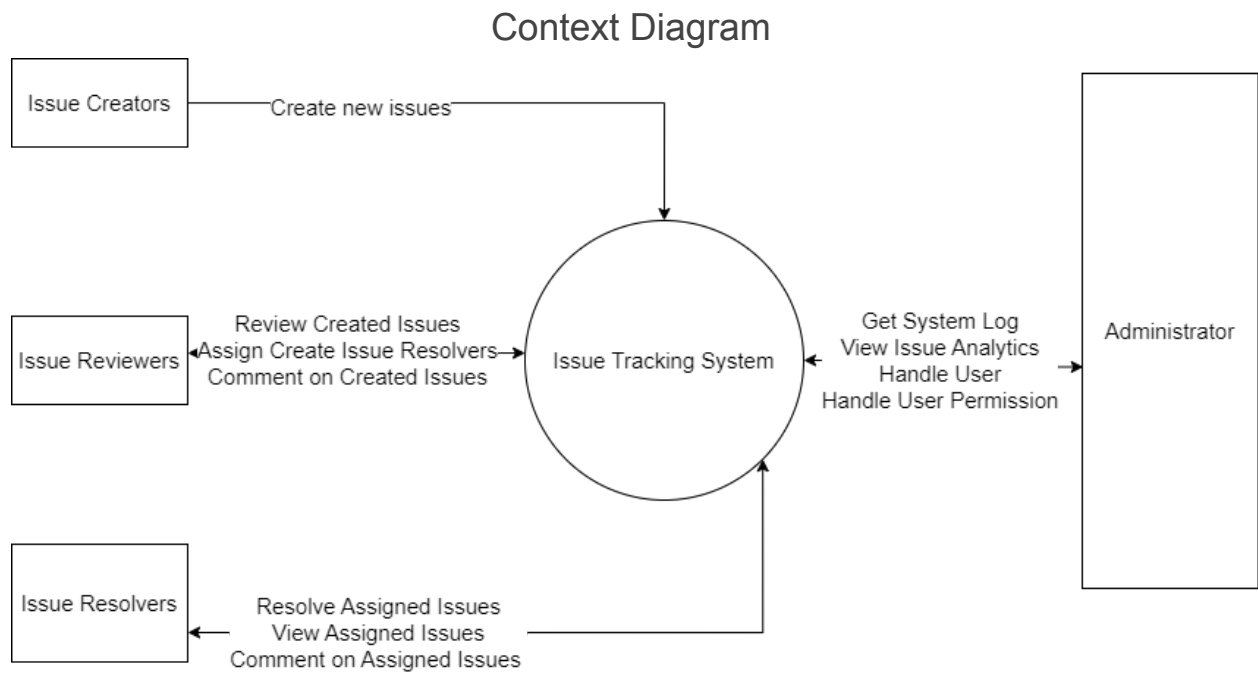 Context Diagram
Issue Creators
Create new issues
Issue Reviewers
Review Created Issues
Assign Create Issue Resolvers
Comment on Created Issues
Issue Tracking System
Get System Log
View Issue Analytics
Handle User
Handle User Permission
Administrator
Issue Resolvers
Resolve Assigned Issues
View Assigned Issues
Comment on Assigned Issues